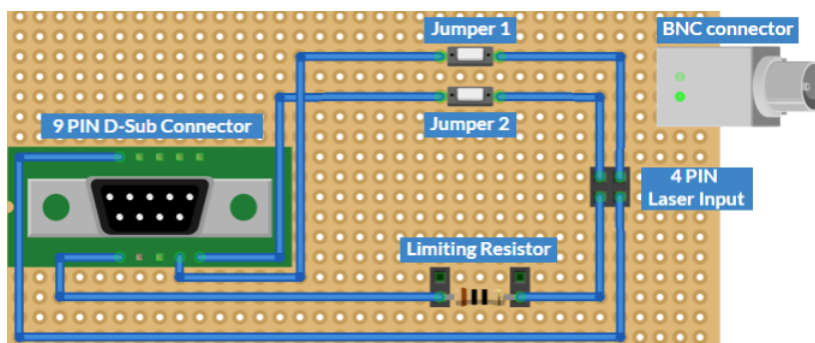 Jumper 1
BNC connector
Jumper 2
9 PIN D-Sub Connector
4 PIN
Laser Input
Limiting Resistor